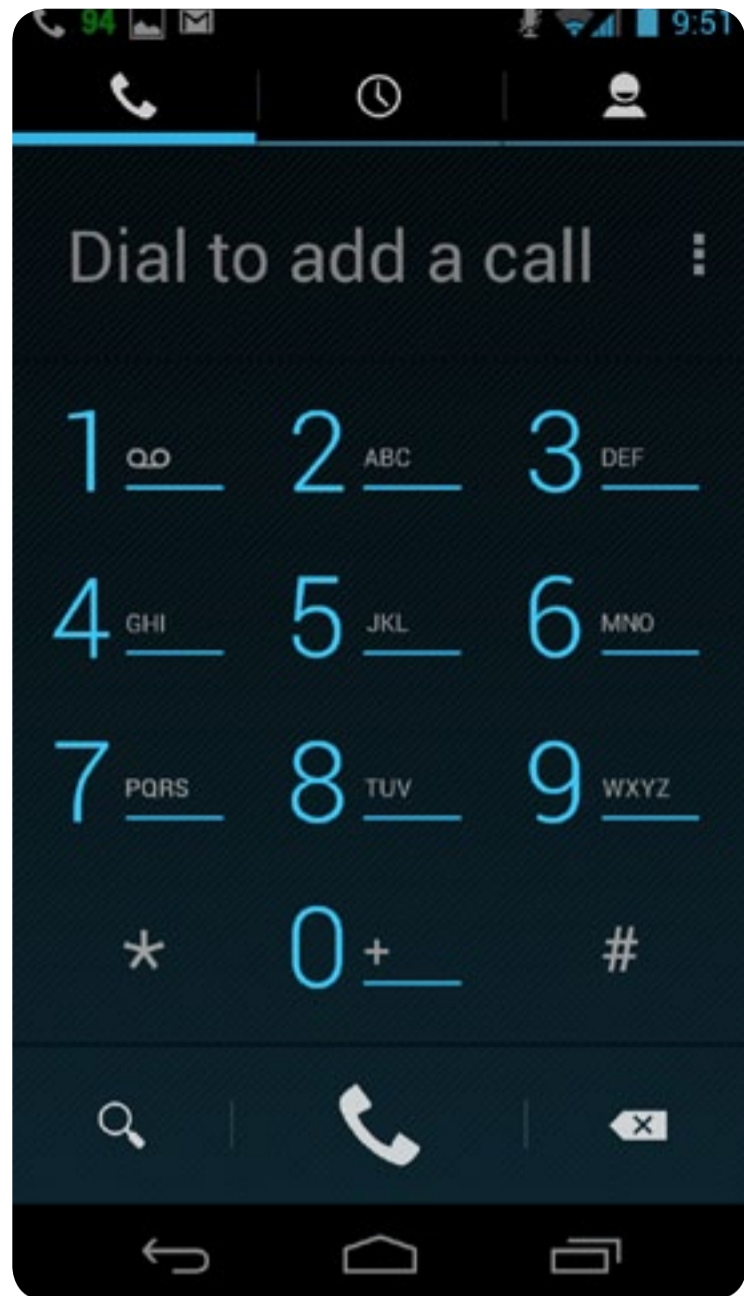 94 9:51
Dial to add a call
1 2 ABC 3 DEF
4 GHI 5 JKL 6 MNO
7 PQRS 8 TUV 9 WXYZ
* 0 + #